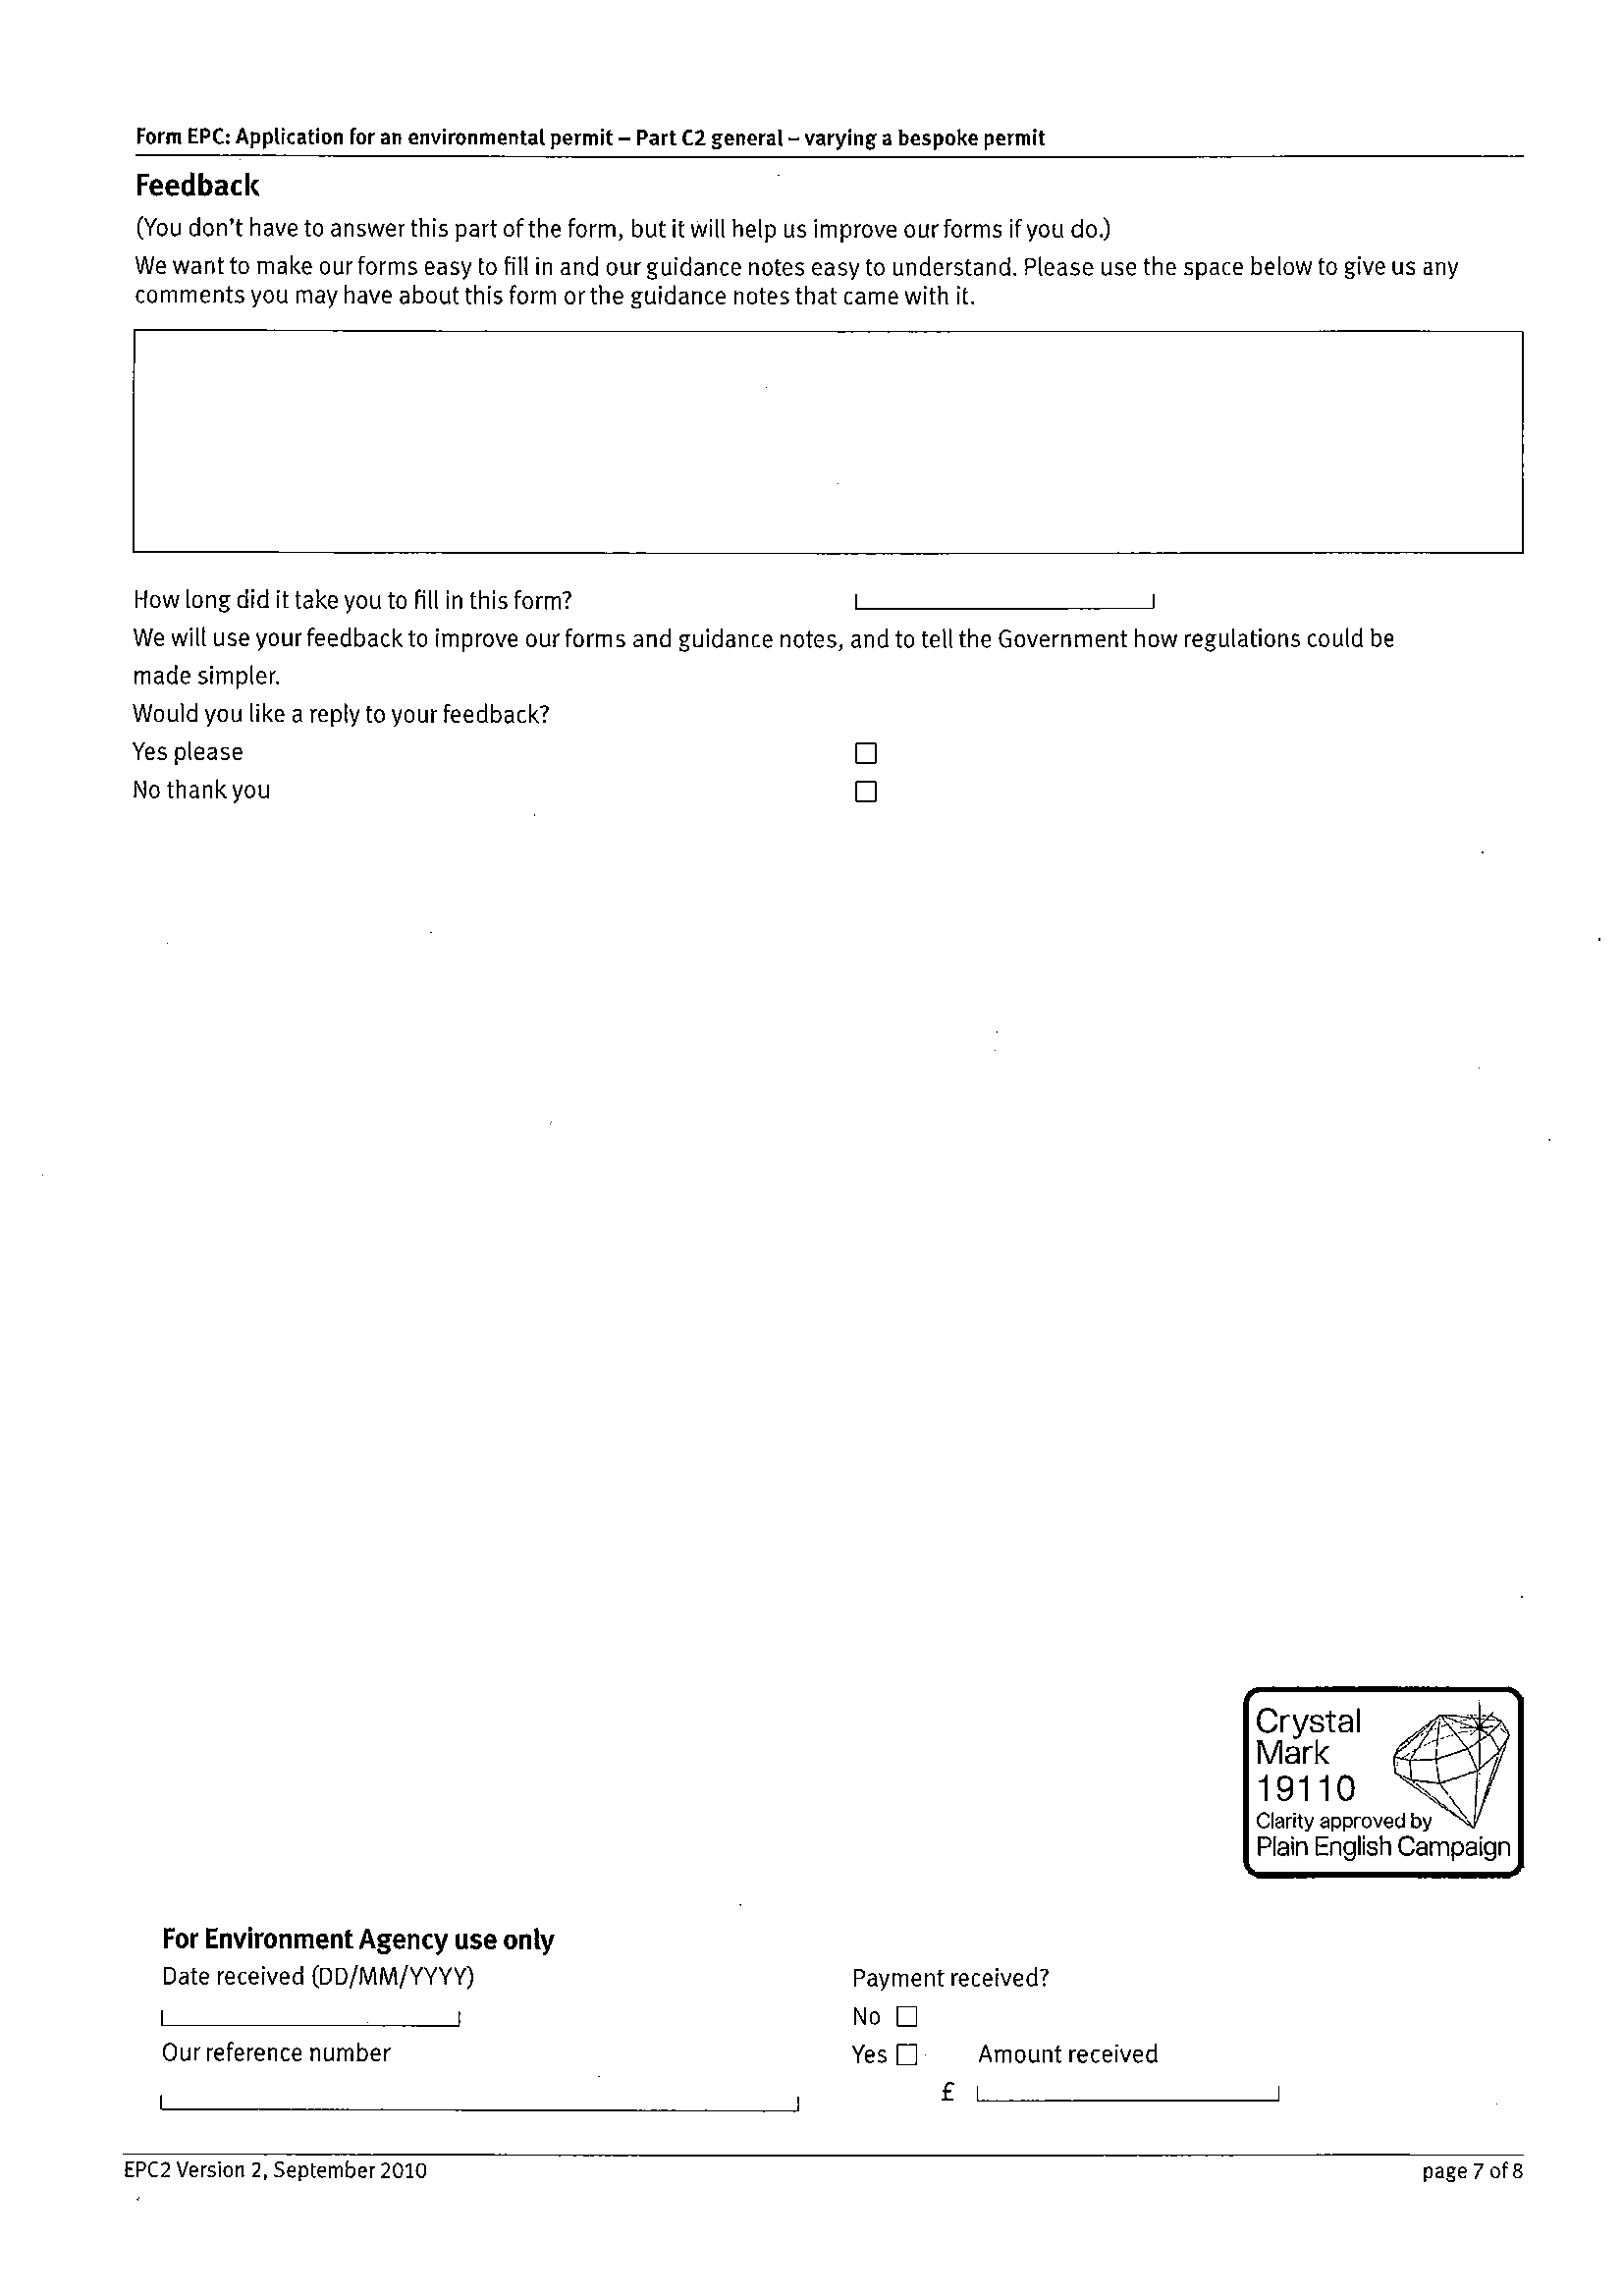 Form EPC: Application for an environmental permit – Part C2 general – varying a bespoke permit
Feedback
(You don't have to answer this part of the form, but it will help us improve our forms if you do.)
We want to make our forms easy to fill in and our guidance notes easy to understand. Please use the space below to give us any
comments you may have about this form or the guidance notes that came with it.
How long did it take you to fill in this form?
We will use your feedback to improve our forms and guidance notes, and to tell the Government how regulations could be
made simpler.
Would you like a reply to your feedback?
Yes please
No thank you
Crystal
Mark
19110
Clarity approved by
Plain English Campaign
For Environment Agency use only
Date received (DD/MM/YYYY)
Payment received?
No
Our reference number
Yes
Amount received
£
EPC2 Version 2, September 2010
page 7 of 8